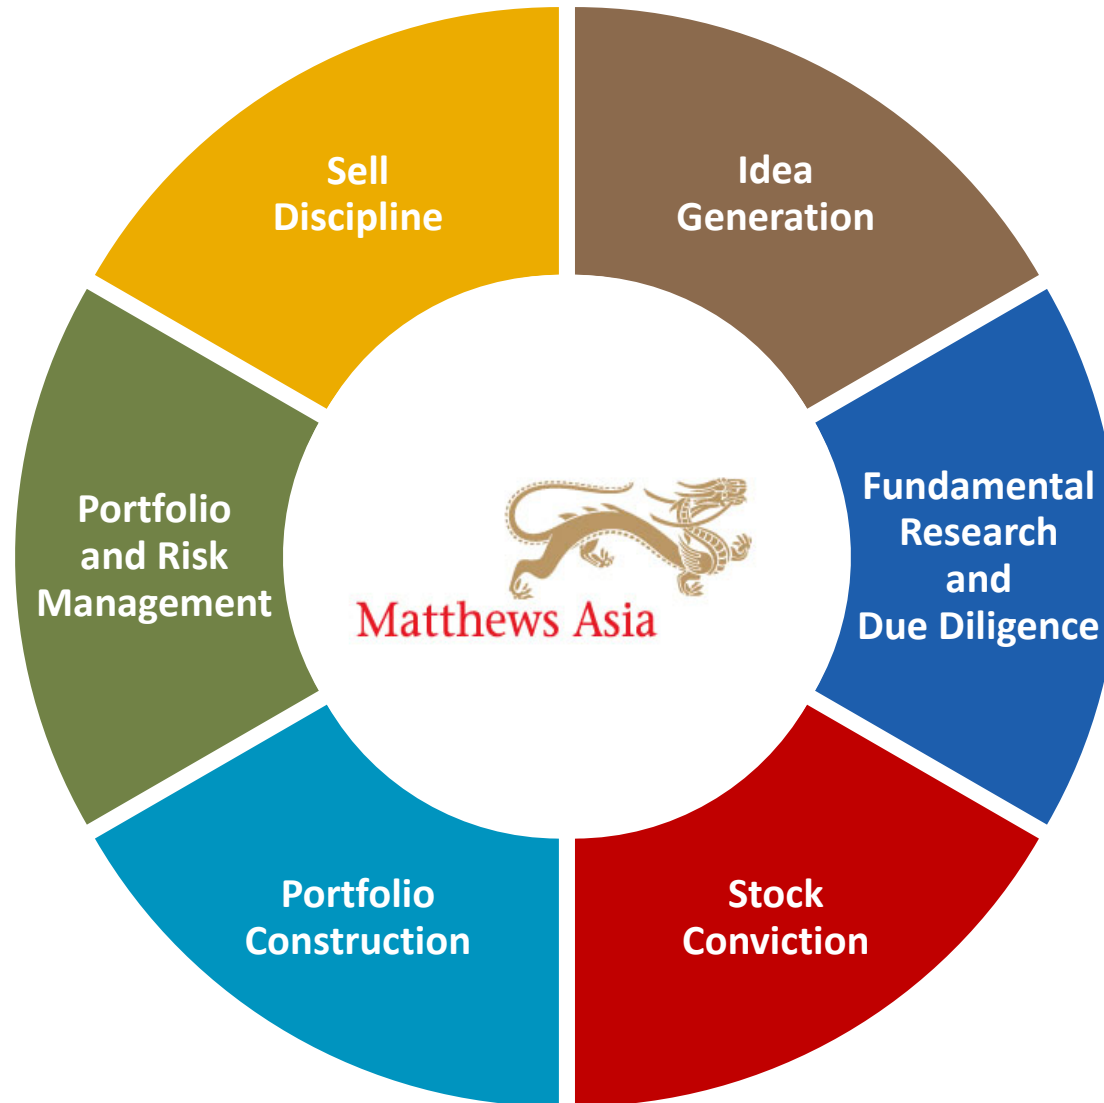 Sell
Discipline
Idea
Generation
Portfolio
and Risk
Management
Fundamental
Research
and
Due Diligence
Matthews Asia
Portfolio
Construction
Stock
Conviction